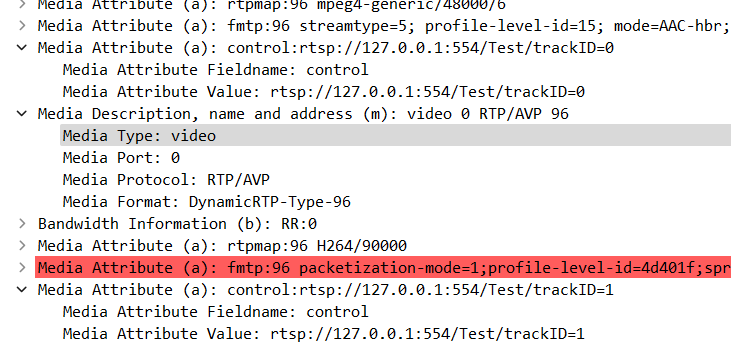 Media Attribute (a): rtpmap:96 mpeg4-generic/48000/6
Media Attribute (a): fmtp:96 streamtype=5; profile-level-id=15; mode=AAC-hbr;
Media Attribute (a): control:rtsp://127.0.0.1:554/Test/trackID=0
Media Attribute Fieldname: control
Media Attribute Value: rtsp://127.0.0.1:554/Test/trackID=0
Media Description, name and address (m): video 0 RTP/AVP 96
Media Type: video
Media Port: 0
Media Protocol: RTP/AVP
Media Format: DynamicRTP-Type-96
Bandwidth Information (b): RR:0
Media Attribute (a): rtpmap:96 H264/90000
Media Attribute (a): fmtp:96 packetization-mode=1;profile-level-id=4d401f;spr
Media Attribute (a): control:rtsp://127.0.0.1:554/Test/trackID=1
Media Attribute Fieldname: control
Media Attribute Value: rtsp://127.0.0.1:554/Test/trackID=1